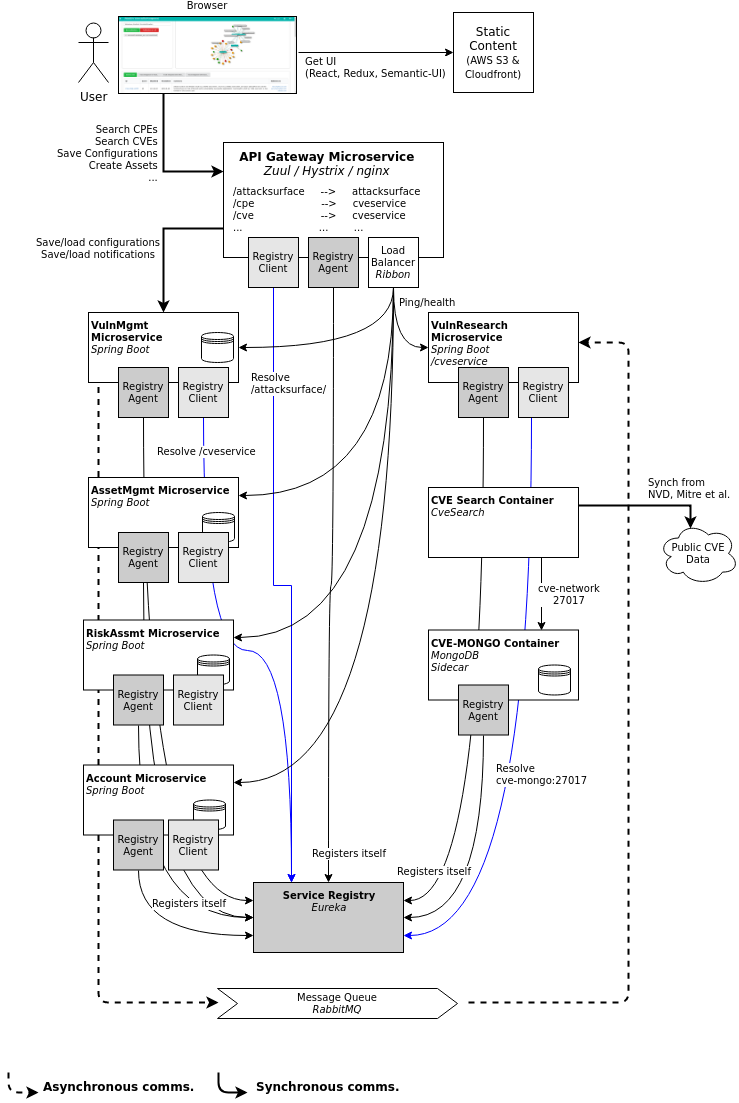 Browser
User
Get UI
(React, Redux, Semantic-UI)
Static
Content
(AWS S3 &
Cloudfront)
Search CPEs
Search CVEs
Save Configurations
Create Assets
...
API Gateway Microservice
Zuul / Hystrix / nginx
/attacksurface --> attacksurface
/cpe --> cveservice
/cve --> cveservice
... ... ...
Registry
Client
Registry
Agent
Load
Balancer
Ribbon
Save/load configurations
Save/load notifications
Ping/health
VulnMgmt
Microservice
Spring Boot
Registry
Agent
Registry
Client
Resolve
/attacksurface/
VulnResearch
Microservice
Spring Boot
/cveservice
Registry
Agent
Registry
Client
Resolve /cveservice
AssetMgmt Microservice
Spring Boot
Registry
Agent
Registry
Client
CVE Search Container
CveSearch
Synch from
NVD, Mitre et al.
Public CVE
Data
cve-network
27017
RiskAssmt Microservice
Spring Boot
Registry
Agent
Registry
Client
CVE-MONGO Container
MongoDB
Sidecar
Registry
Agent
Resolve
cve-mongo:27017
Account Microservice
Spring Boot
Registry
Agent
Registry
Client
Registers itself
Registers itself
Registers itself
Service Registry
Eureka
Message Queue
RabbitMQ
Asynchronous comms.
Synchronous comms.